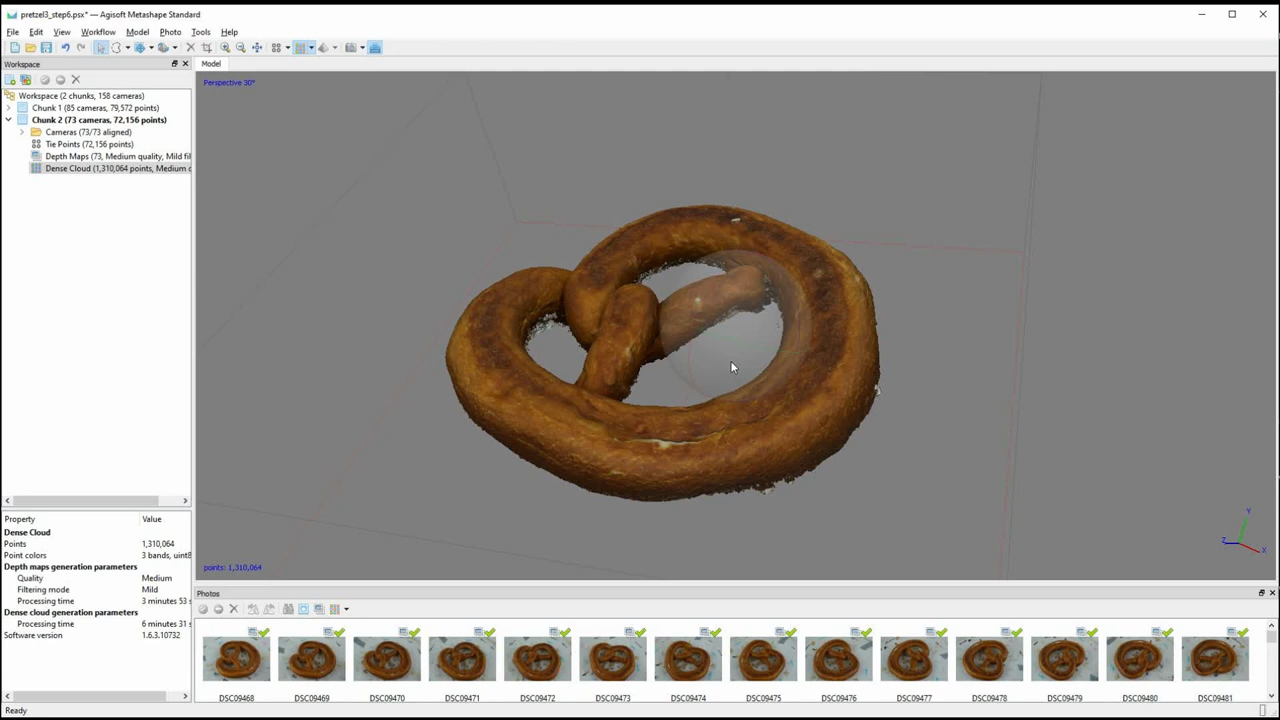 pretzel3_step6.psx* — Agisoft Metashape Standard
File Edit View Workflow Model Photo Tools Help
Workspace
Model
Perspective 30°
Workspace (2 chunks, 158 cameras)
Chunk 1 (85 cameras, 79,572 points)
Chunk 2 (73 cameras, 72,156 points)
Cameras (73/73 aligned)
Tie Points (72,156 points)
Depth Maps (73, Medium quality, Mild fil
Dense Cloud (1,310,064 points, Medium q
Property Value
Dense Cloud
Points 1,310,064
Point colors 3 bands, uint8
Depth maps generation parameters
Quality Medium
Filtering mode Mild
Processing time 3 minutes 53 s
Dense cloud generation parameters
Processing time 6 minutes 31 s
Software version 1.6.3.10732
Y
Z
X
points: 1,310,064
Photos
DSC09468 DSC09469 DSC09470 DSC09471 DSC09472 DSC09473 DSC09474 DSC09475 DSC09476 DSC09477 DSC09478 DSC09479 DSC09480 DSC09481
Ready